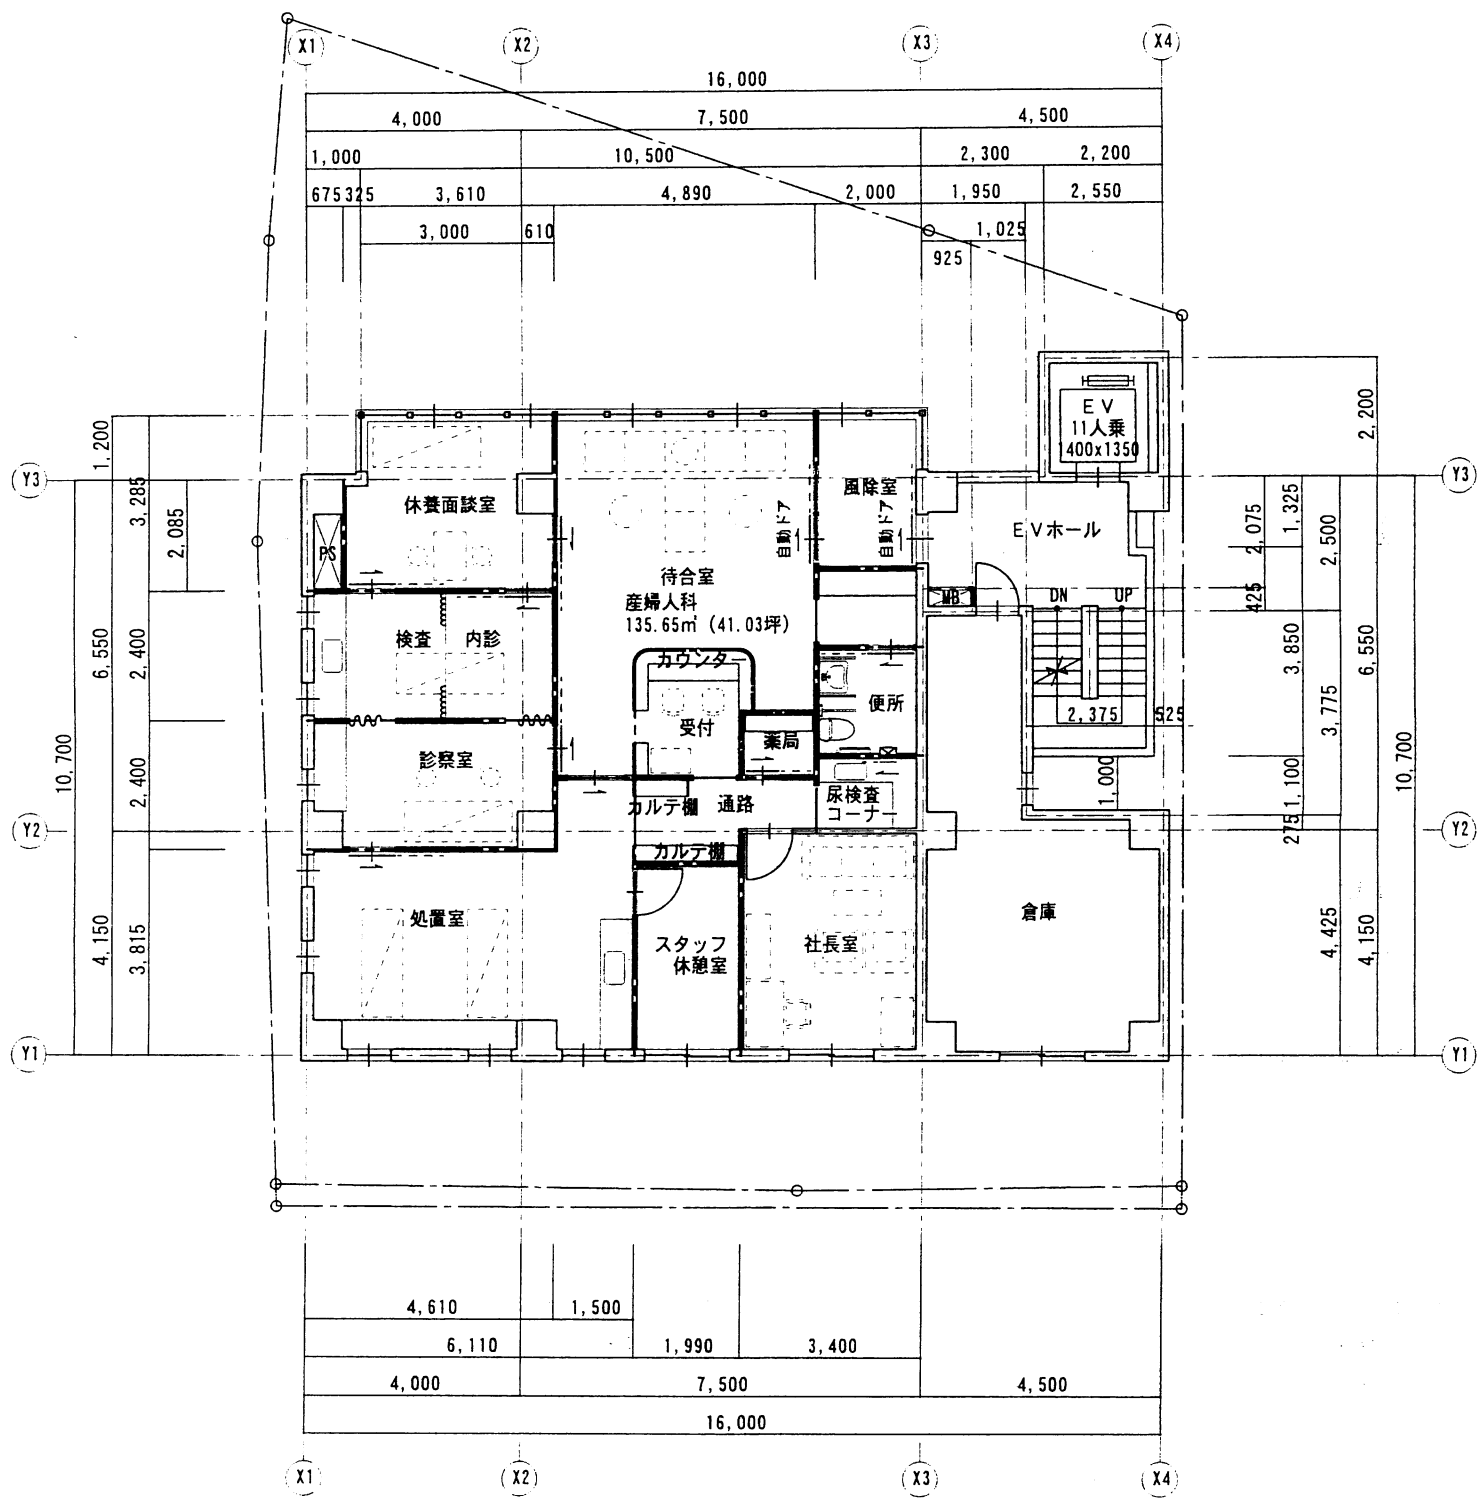 X1
X2
X3
X4
16,000
4,000
7,500
4,500
1,000
10,500
2,300
2,200
675
325
3,610
4,890
2,000
1,950
2,550
3,000
610
1,025
925
EV
11人乗
1400x1350
1,200
2,200
Y3
Y3
3,285
2,085
休養面談室
PS
風除室
自動ドア
自動ドア
EVホール
2,075
1,325
2,500
425
待合室
産婦人科
135.65㎡ (41.03坪)
MB
DN
UP
検査
内診
カウンター
6,550
2,400
3,850
6,550
受付
便所
薬局
2,375
525
3,775
10,700
10,700
診察室
2,400
カルテ棚
通路
尿検査
コーナー
1,000
1,100
275
Y2
Y2
カルテ棚
処置室
スタッフ
休憩室
社長室
倉庫
4,150
3,815
4,425
4,150
Y1
Y1
4,610
1,500
6,110
1,990
3,400
4,000
7,500
4,500
16,000
X1
X2
X3
X4